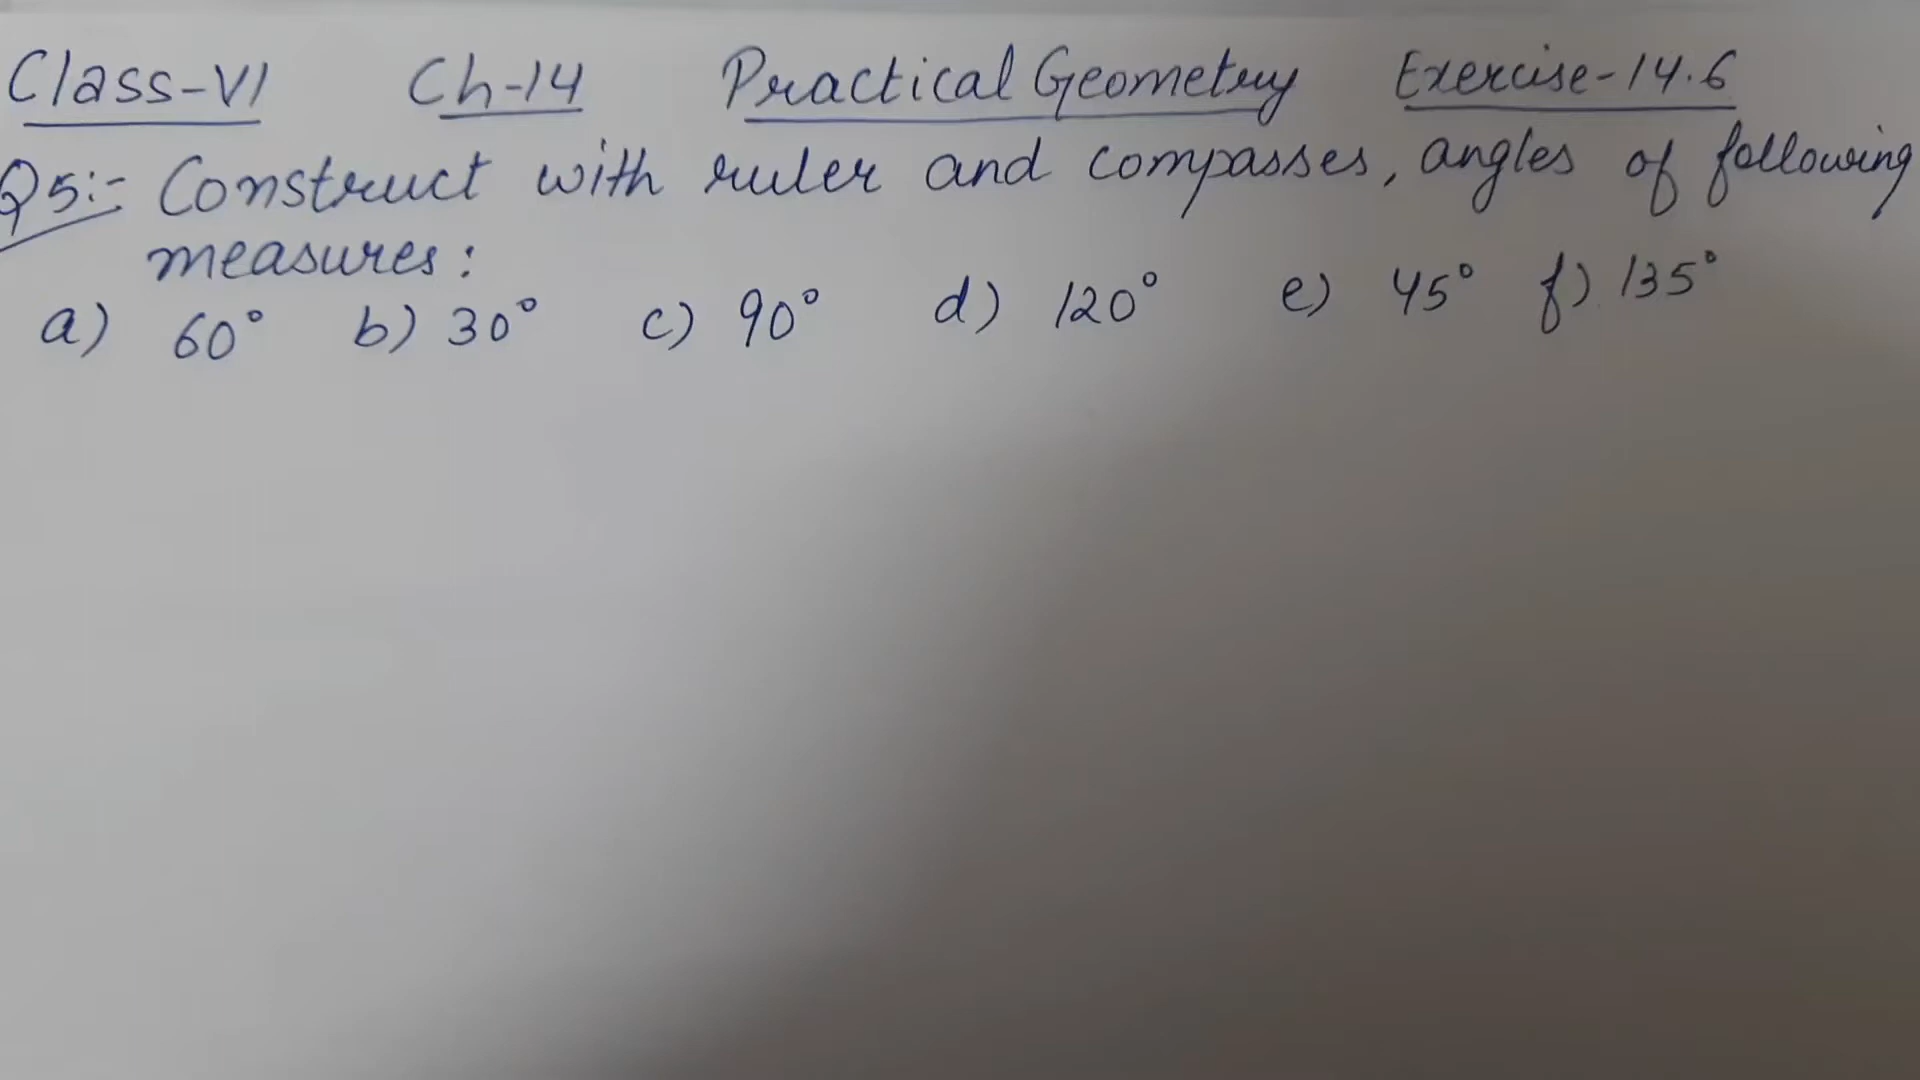 Class-VI Ch-14 Practical Geometry Exercise-14.6
Q5:- Construct with ruler and compasses, angles of following
measures:
a) 60° b) 30° c) 90° d) 120° e) 45° f) 135°